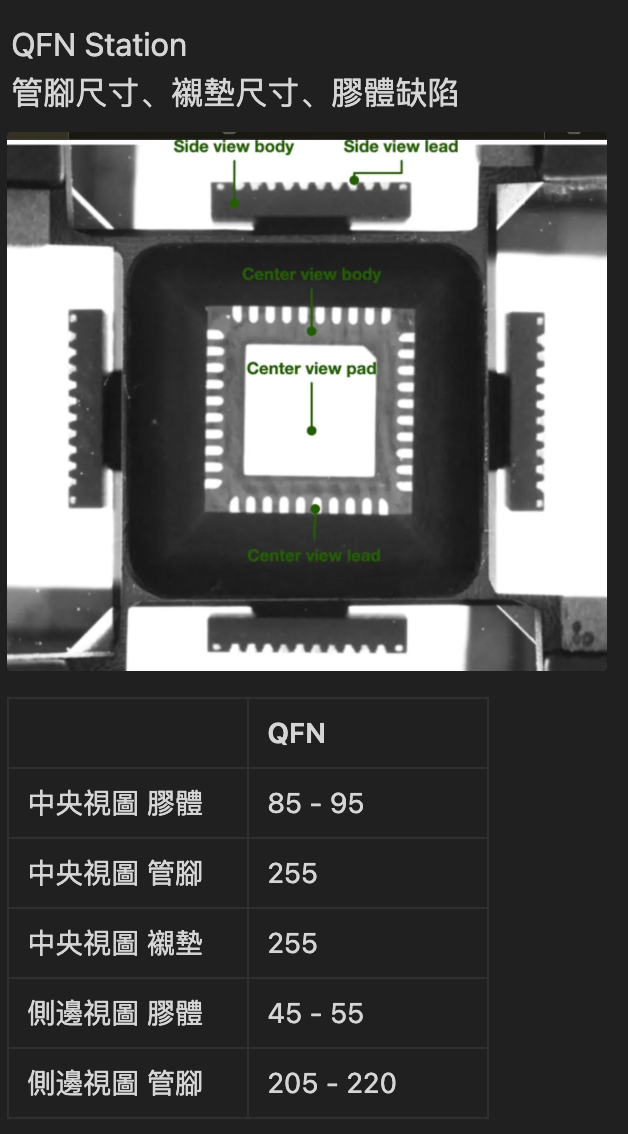 QFN Station
管腳尺寸、襯墊尺寸、膠體缺陷
Side view body
Side view lead
Center view body
Center view pad
Center view lead
QFN
中央視圖 膠體
85 - 95
中央視圖 管腳
255
中央視圖 襯墊
255
側邊視圖 膠體
45 - 55
側邊視圖 管腳
205 - 220